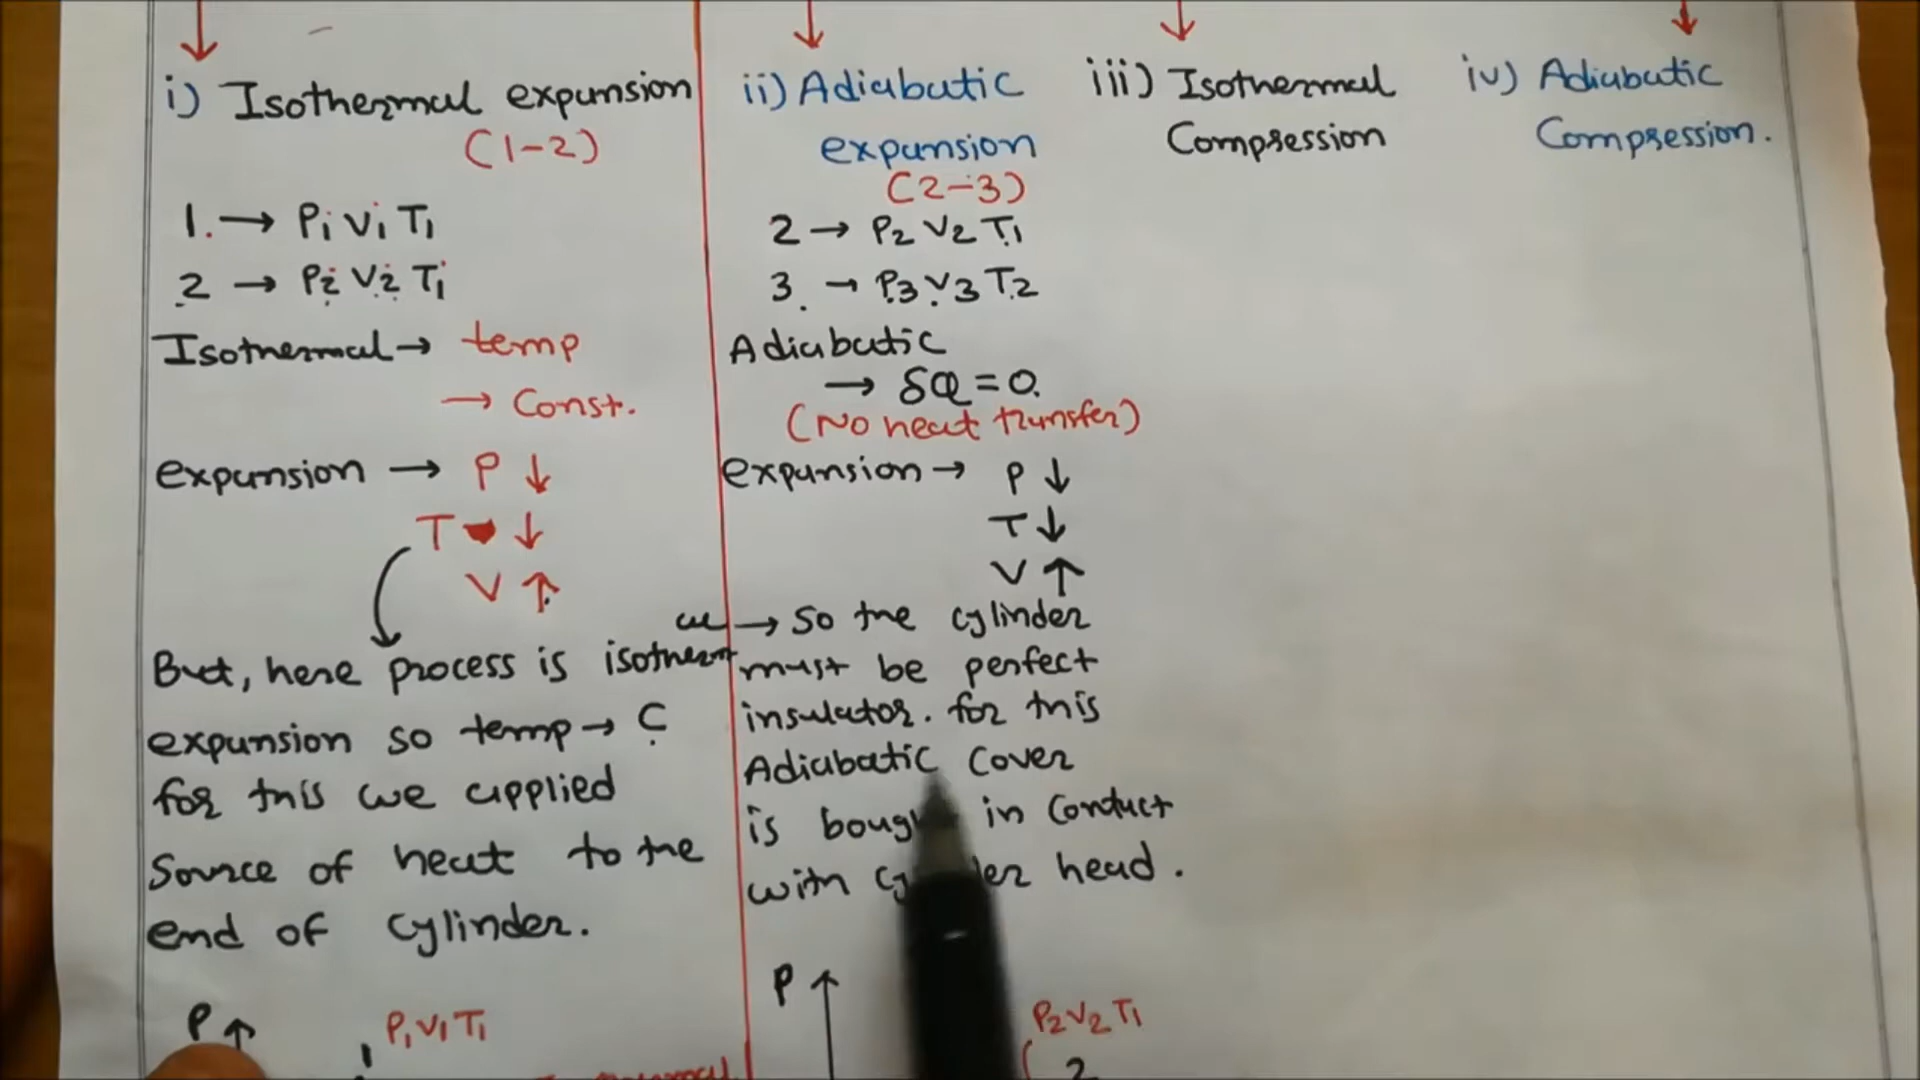 i) Isothermal expansion
(1-2)
1. → P1 V1 T1
2 → P2 V2 T1
Isothermal → temp
→ Const.
expansion → P ↓
T ↓
V ↑
But, here process is isotherm
al
expansion so temp → C
for this we applied
Source of heat to the
end of cylinder.
P ↑
P1 V1 T1
ii) Adiabatic
expansion
(2-3)
2 → P2 V2 T1
3. → P3 V3 T2
Adiabatic
→ δQ = 0.
(No heat transfer)
expansion → P ↓
T ↓
V ↑
→ So the cylinder
must be perfect
insulator. for this
Adiabatic Cover
is in Contact
with head.
P ↑
P2 V2 T1
2
iii) Isothermal
Compression
iv) Adiabatic
Compression.